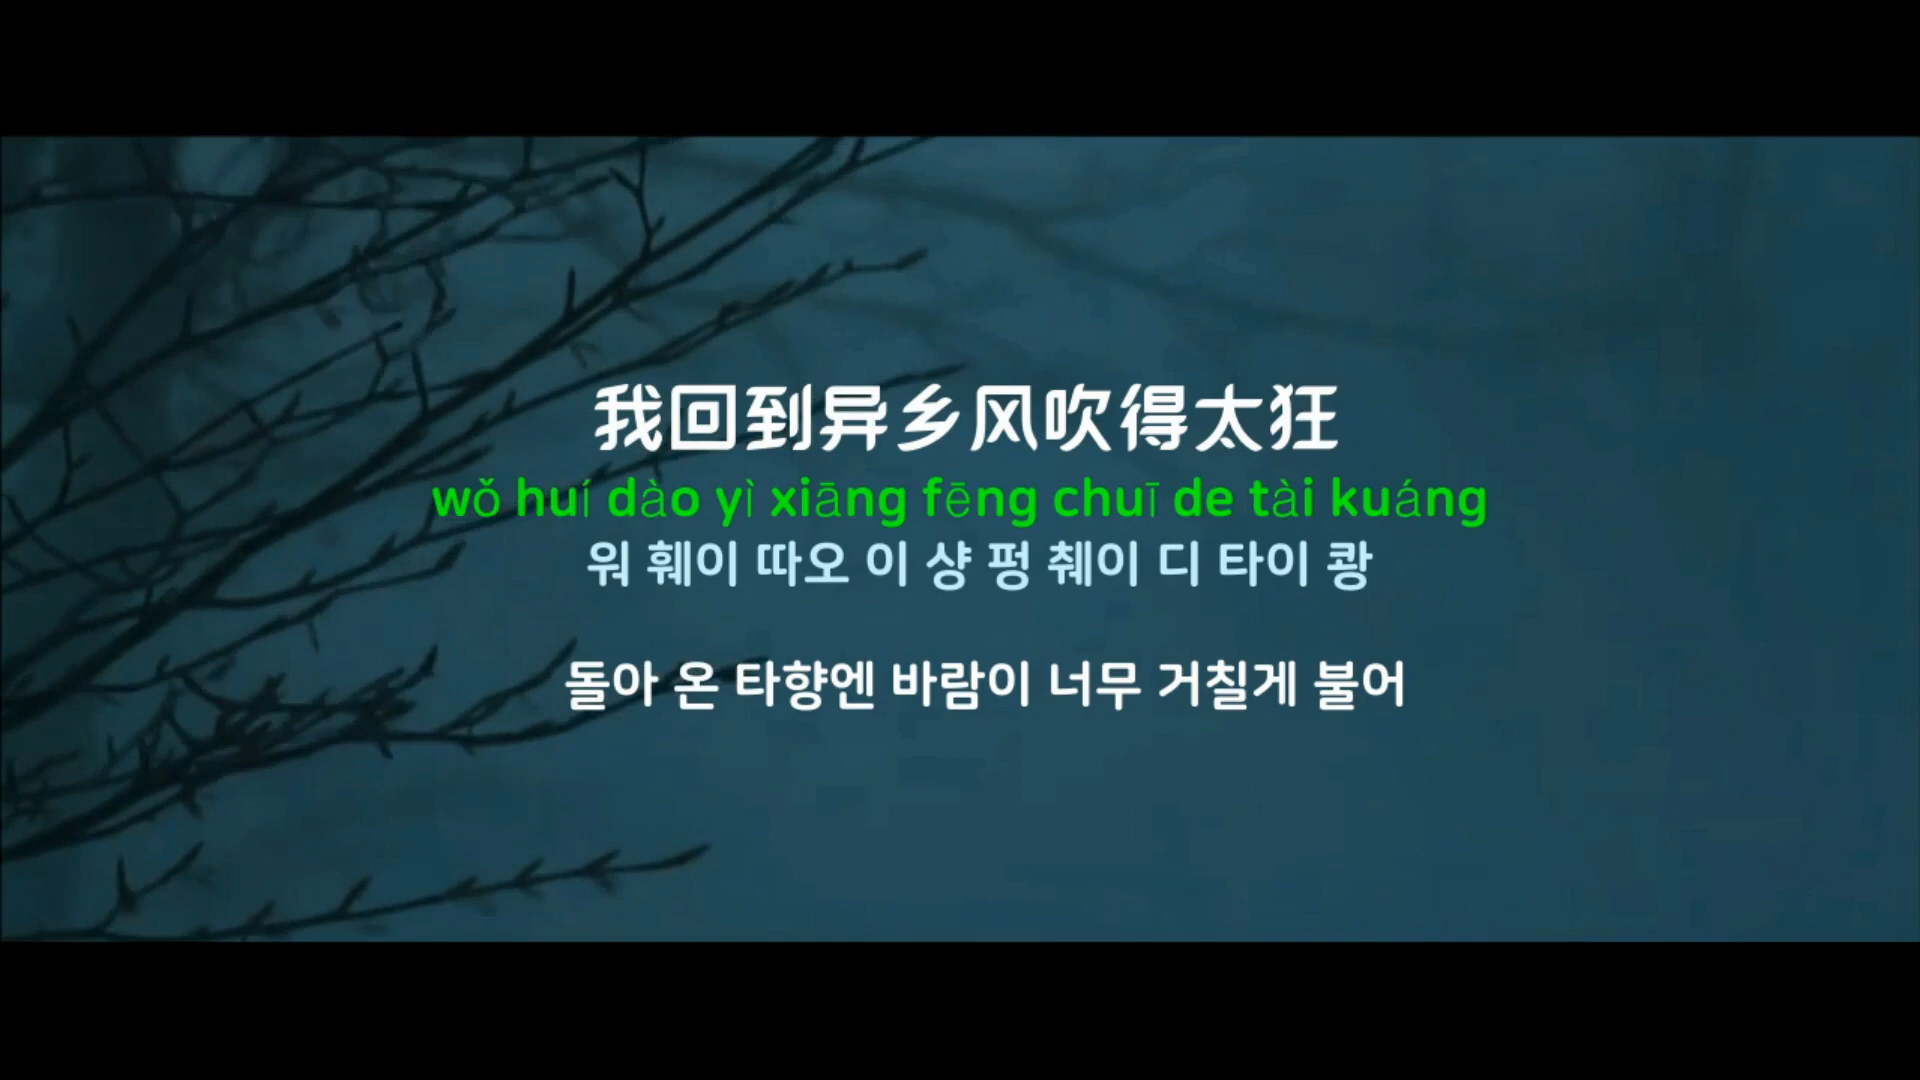 我回到异乡风吹得太狂
wǒ huí dào yì xiāng fēng chuī de tài kuáng
워 훼이 따오 이 샹 펑 췌이 디 타이 쾅
돌아 온 타향엔 바람이 너무 거칠게 불어